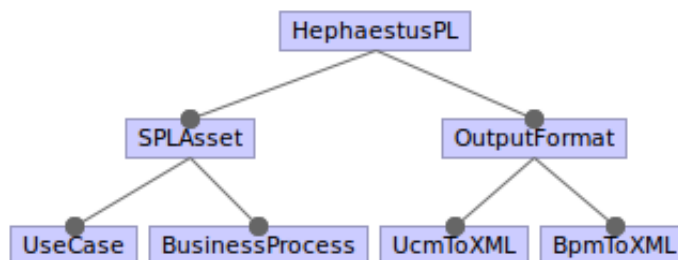 HephaestusPL
SPLAsset OutputFormat
UseCase BusinessProcess UcmToXML BpmToXML